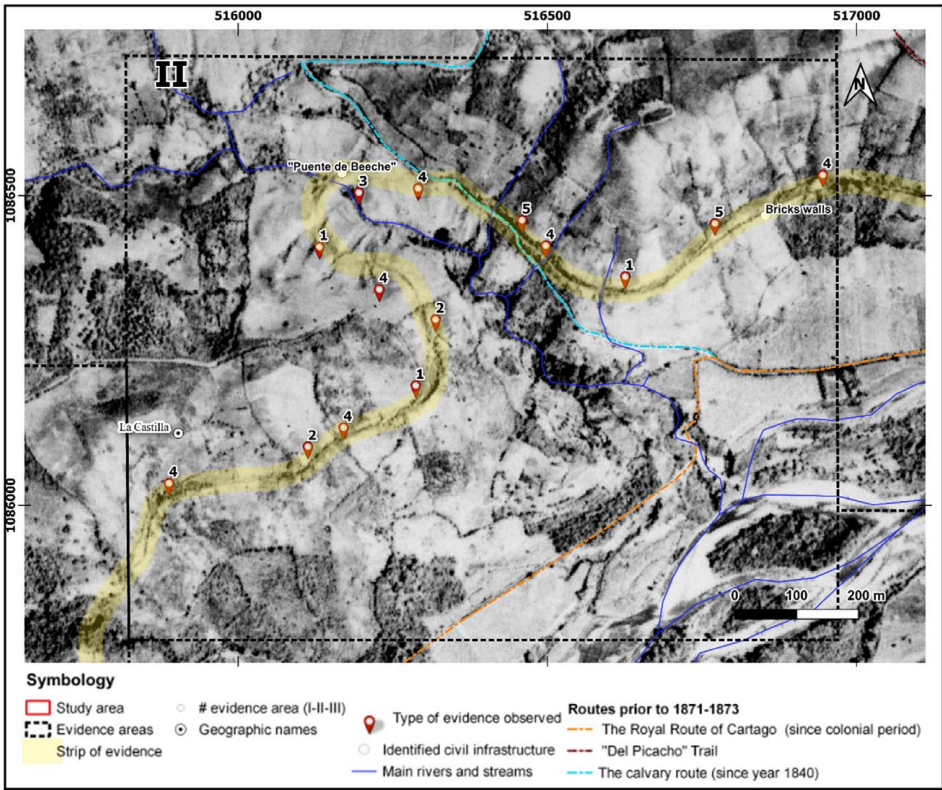 516000 516500 517000
II
N
"Puente de Beeche"
3
4
4
1086500
5
5
Bricks walls
1
4
1
4
2
1
La Castilla
4
2
4
1086000
0 100 200 m
Symbology
Study area
Evidence areas
Strip of evidence
# evidence area (I-II-III)
Geographic names
Type of evidence observed
Identified civil infrastructure
Main rivers and streams
Routes prior to 1871-1873
The Royal Route of Cartago (since colonial period)
"Del Picacho" Trail
The calvary route (since year 1840)